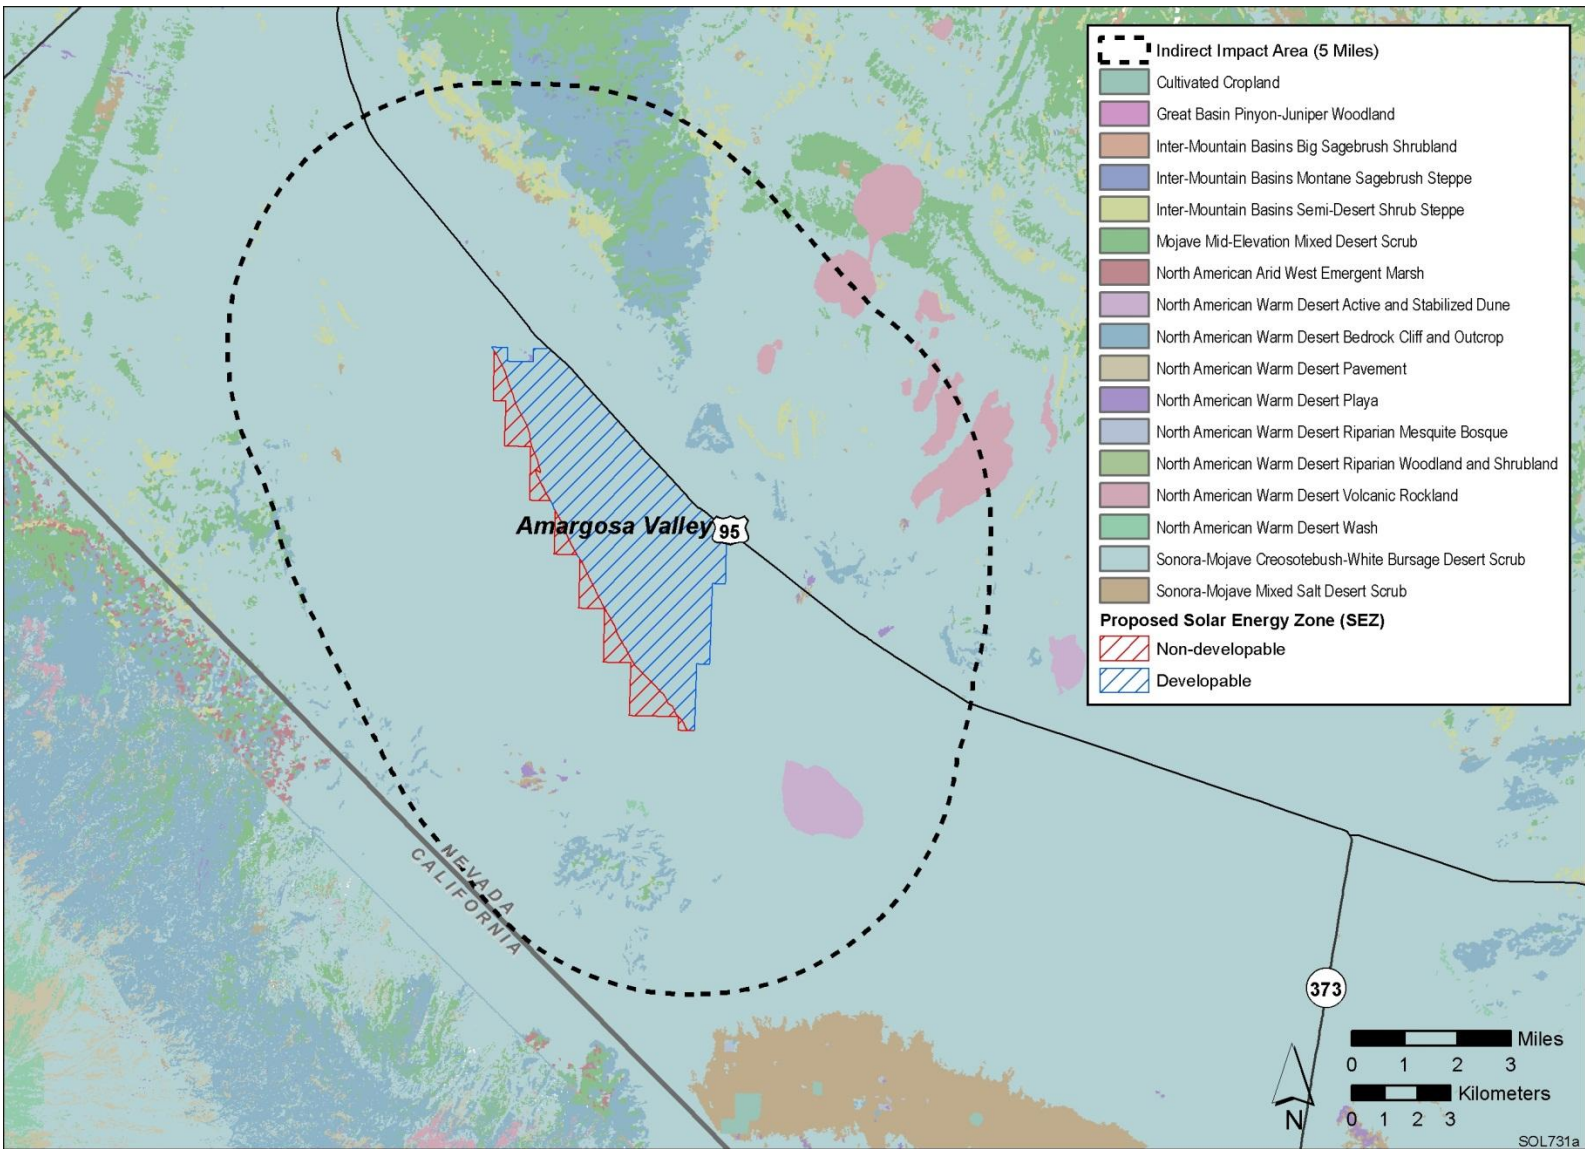 Indirect Impact Area (5 Miles)
Cultivated Cropland
Great Basin Pinyon-Juniper Woodland
Inter-Mountain Basins Big Sagebrush Shrubland
Inter-Mountain Basins Montane Sagebrush Steppe
Inter-Mountain Basins Semi-Desert Shrub Steppe
Mojave Mid-Elevation Mixed Desert Scrub
North American Arid West Emergent Marsh
North American Warm Desert Active and Stabilized Dune
North American Warm Desert Bedrock Cliff and Outcrop
North American Warm Desert Pavement
North American Warm Desert Playa
North American Warm Desert Riparian Mesquite Bosque
North American Warm Desert Riparian Woodland and Shrubland
North American Warm Desert Volcanic Rockland
North American Warm Desert Wash
Sonora-Mojave Creosotebush-White Bursage Desert Scrub
Sonora-Mojave Mixed Salt Desert Scrub
Proposed Solar Energy Zone (SEZ)
Non-developable
Developable
Amargosa Valley
95
NEVADA
CALIFORNIA
373
Miles
0 1 2 3
Kilometers
0 1 2 3
N
SOL731a